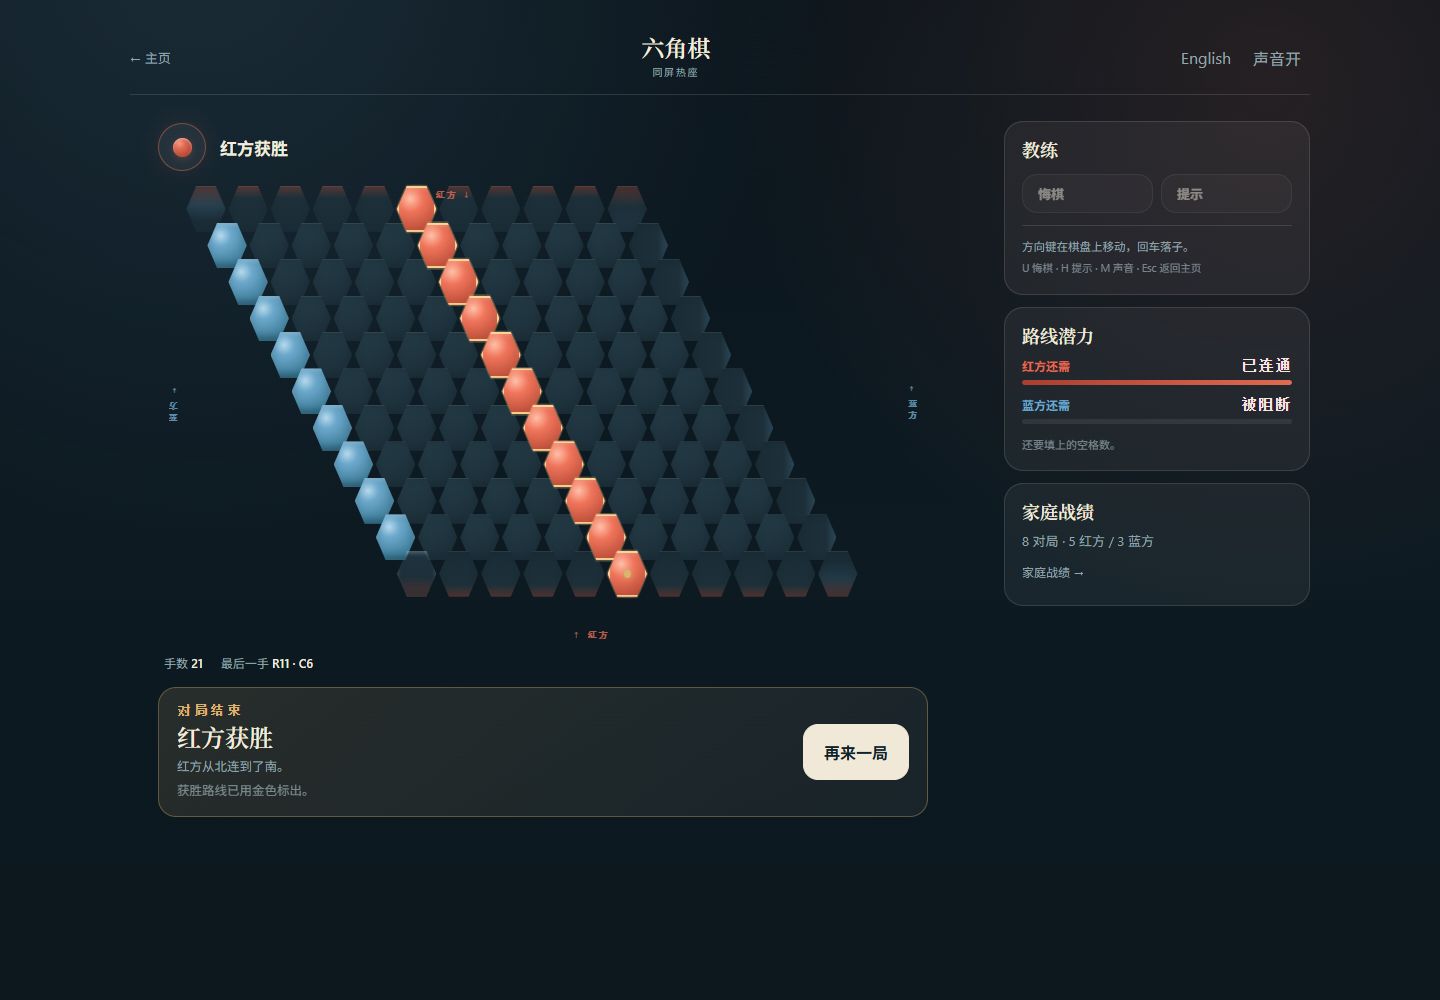 ← 主页
六角棋
同屏热座
English 声音开
红方获胜
红方 ↓
↑ 红方
手数 21 最后一手 R11 · C6
对局结束
红方获胜
红方从北连到了南。
获胜路线已用金色标出。
再来一局
教练
悔棋 提示
方向键在棋盘上移动，回车落子。
U 悔棋 · H 提示 · M 声音 · Esc 返回主页
路线潜力
红方还需 已连通
蓝方还需 被阻断
还要填上的空格数。
家庭战绩
8 对局 · 5 红方 / 3 蓝方
家庭战绩 →